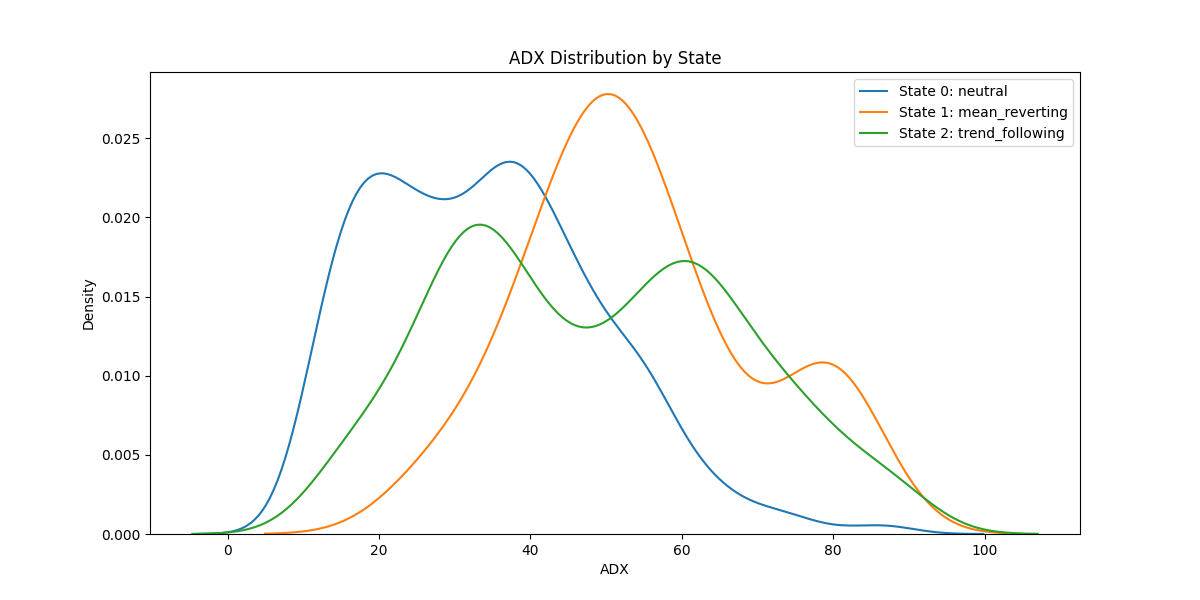 ADX Distribution by State
State 0: neutral
State 1: mean_reverting
State 2: trend_following
Density
0.025
0.020
0.015
0.010
0.005
0.000
0 20 40 60 80 100
ADX